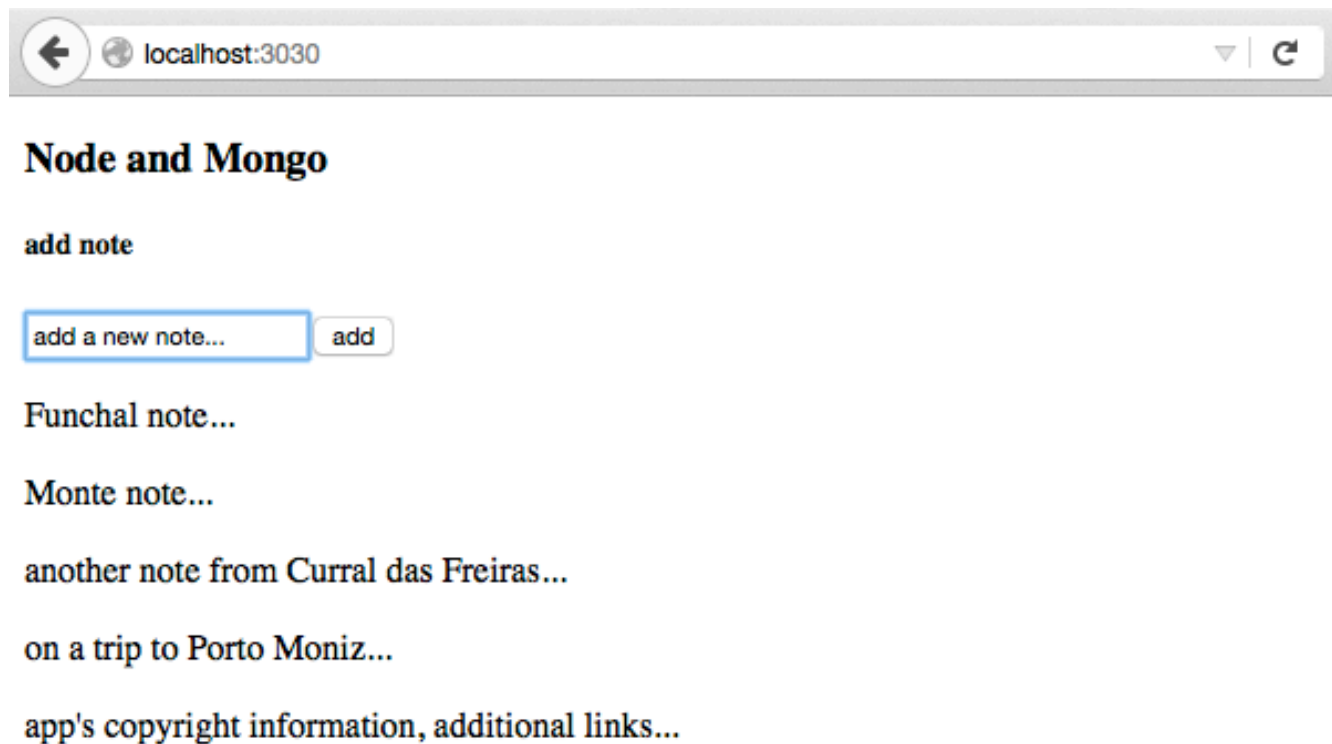 localhost:3030
Node and Mongo
add note
add a new note... add
Funchal note...
Monte note...
another note from Curral das Freiras...
on a trip to Porto Moniz...
app's copyright information, additional links...